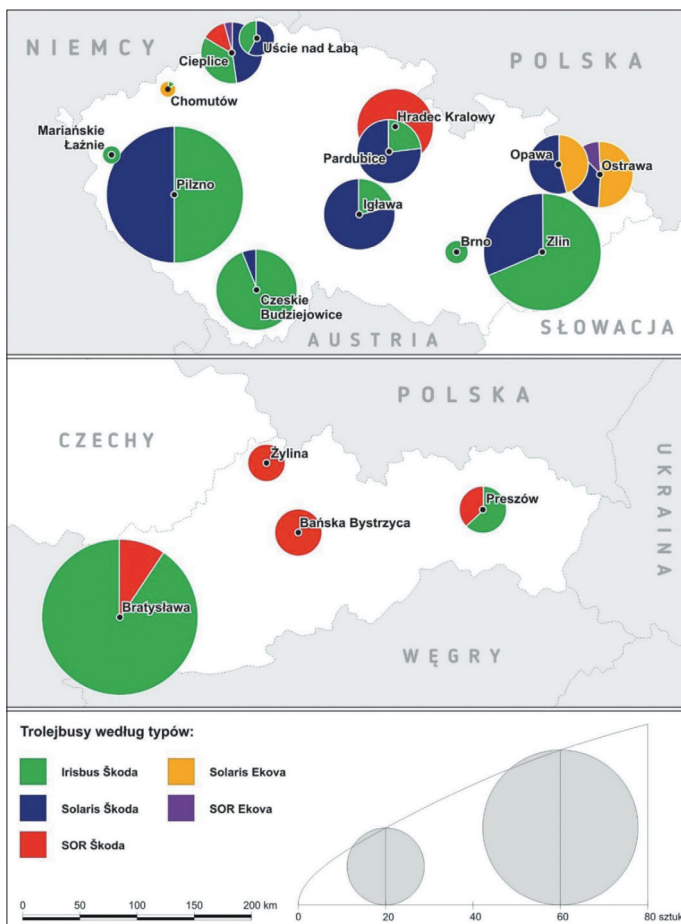 NIEMCY
POLSKA
Uście nad Łabą
Cieplice
Chomutów
Mariańskie
Łaźnie
Hradec Kralowy
Pardubice
Opawa
Ostrawa
Pilzno
Igława
Brno
Zlin
Czeskie
Budziejowice
AUSTRIA
SŁOWACJA
POLSKA
CZECHY
UKRAINA
Żylina
Preszów
Bańska Bystrzyca
Bratysława
WĘGRY
Trolejbusy według typów:
Irisbus Škoda
Solaris Ekova
Solaris Škoda
SOR Ekova
SOR Škoda
0 50 100 150 200 km
0 20 40 60 80 sztuk